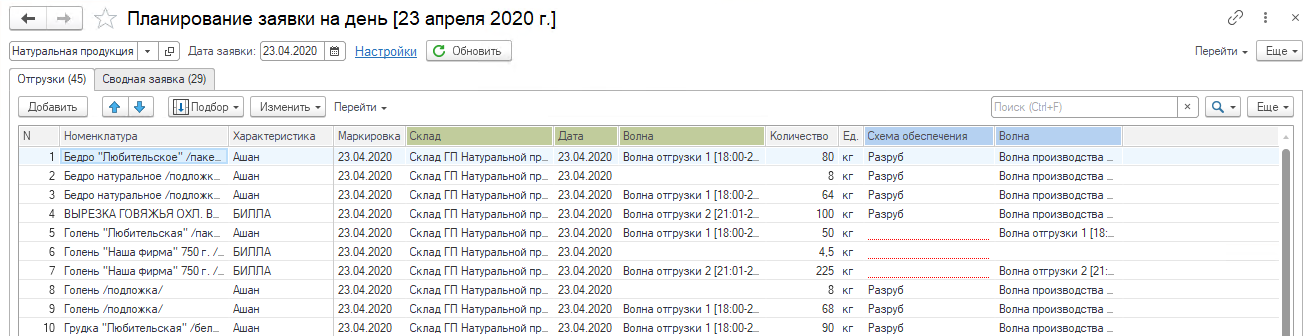 Планирование заявки на день [23 апреля 2020 г.]
Натуральная продукция Дата заявки: 23.04.2020 Настройки Обновить Перейти Еще
Отгрузки (45) Сводная заявка (29)
Добавить Подбор Изменить Перейти Поиск (Ctrl+F) × Еще
N Номенклатура Характеристика Маркировка Склад Дата Волна Количество Ед. Схема обеспечения Волна
1 Бедро "Любительское" /паке... Ашан 23.04.2020 Склад ГП Натуральной пр... 23.04.2020 Волна отгрузки 1 [18:00-2... 80 кг Разруб Волна производства ...
2 Бедро натуральное /подложк... Ашан 23.04.2020 Склад ГП Натуральной пр... 23.04.2020 8 кг Разруб Волна производства ...
3 Бедро натуральное /подложк... Ашан 23.04.2020 Склад ГП Натуральной пр... 23.04.2020 Волна отгрузки 1 [18:00-2... 64 кг Разруб Волна производства ...
4 ВЫРЕЗКА ГОВЯЖЬЯ ОХЛ. В... БИЛЛА 23.04.2020 Склад ГП Натуральной пр... 23.04.2020 Волна отгрузки 2 [21:01-2... 100 кг Разруб Волна производства ...
5 Голень "Любительская" /пак... Ашан 23.04.2020 Склад ГП Натуральной пр... 23.04.2020 Волна отгрузки 1 [18:00-2... 50 кг Волна отгрузки 1 [18:...
6 Голень "Наша фирма" 750 г. /... БИЛЛА 23.04.2020 Склад ГП Натуральной пр... 23.04.2020 4,5 кг
7 Голень "Наша фирма" 750 г. /... БИЛЛА 23.04.2020 Склад ГП Натуральной пр... 23.04.2020 Волна отгрузки 2 [21:01-2... 225 кг Волна отгрузки 2 [21:...
8 Голень /подложка/ Ашан 23.04.2020 Склад ГП Натуральной пр... 23.04.2020 8 кг Разруб Волна производства ...
9 Голень /подложка/ Ашан 23.04.2020 Склад ГП Натуральной пр... 23.04.2020 Волна отгрузки 1 [18:00-2... 68 кг Разруб Волна производства ...
10 Грудка "Любительская" /бел... Ашан 23.04.2020 Склад ГП Натуральной пр... 23.04.2020 Волна отгрузки 1 [18:00-2... 90 кг Разруб Волна производства ...